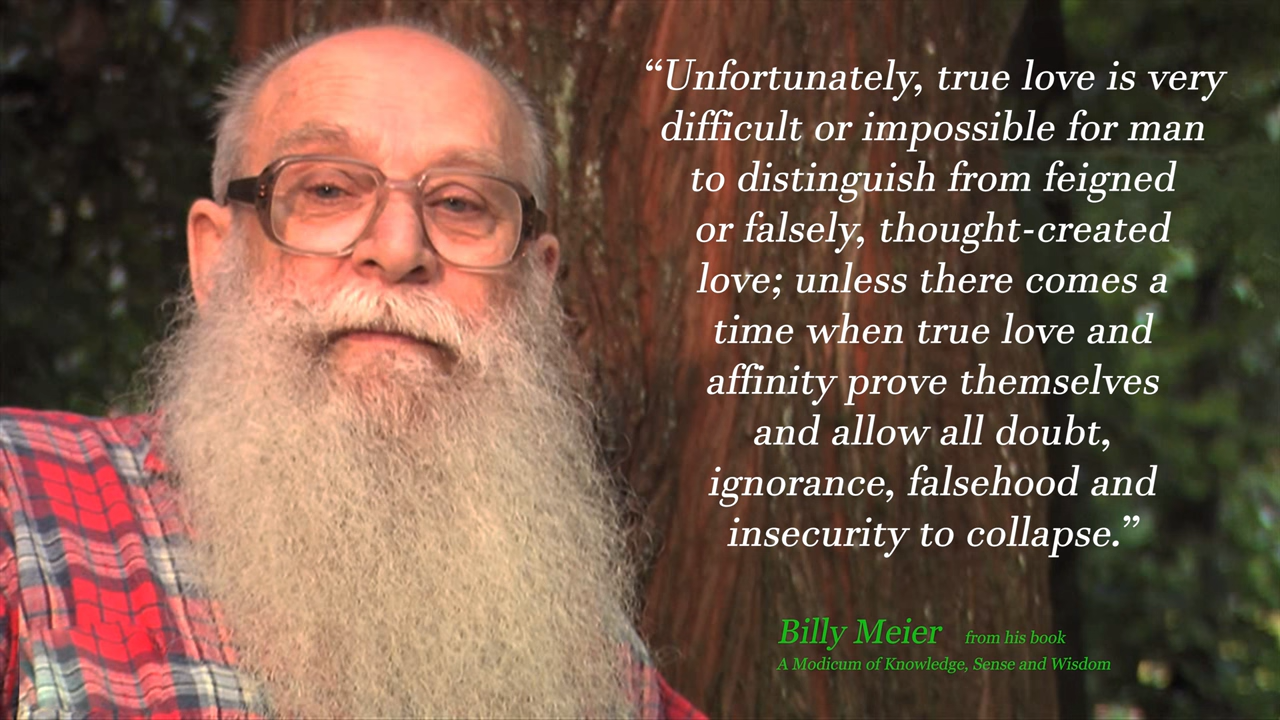 “Unfortunately, true love is very
difficult or impossible for man
to distinguish from feigned
or falsely, thought-created
love; unless there comes a
time when true love and
affinity prove themselves
and allow all doubt,
ignorance, falsehood and
insecurity to collapse.”
Billy Meier from his book
A Modicum of Knowledge, Sense and Wisdom